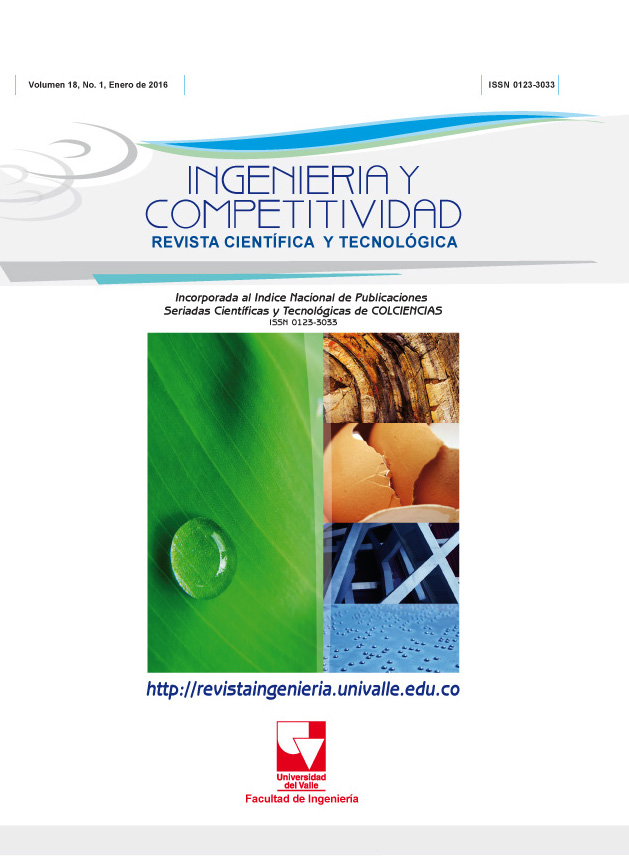 Volumen 18, No. 1, Enero de 2016
ISSN 0123-3033
INGENIERIA Y
COMPETITIVIDAD
REVISTA CIENTÍFICA Y TECNOLÓGICA
Incorporada al Indice Nacional de Publicaciones
Seriadas Científicas y Tecnológicas de COLCIENCIAS
ISSN 0123-3033
http://revistaingenieria.univalle.edu.co
Universidad
del Valle
Facultad de Ingeniería